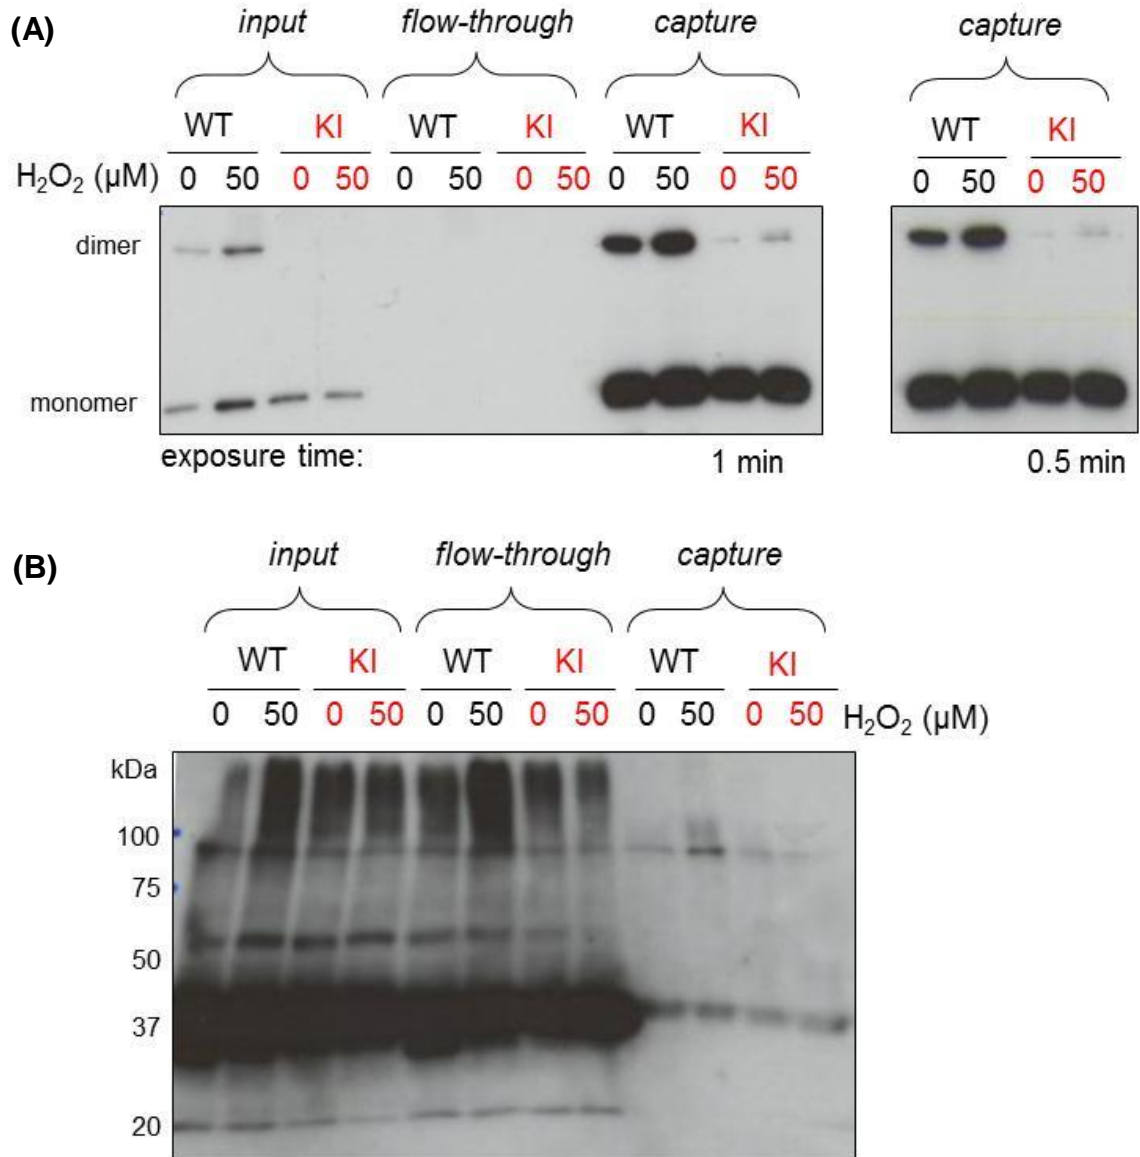 (A)
input flow-through capture capture
WT KI WT KI WT KI WT KI
H₂O₂ (µM) 0 50 0 50 0 50 0 50 0 50 0 50 0 50 0 50
dimer
monomer
exposure time: 1 min 0.5 min
(B)
input flow-through capture
WT KI WT KI WT KI
0 50 0 50 0 50 0 50 0 50 0 50 H₂O₂ (µM)
kDa
100
75
50
37
20